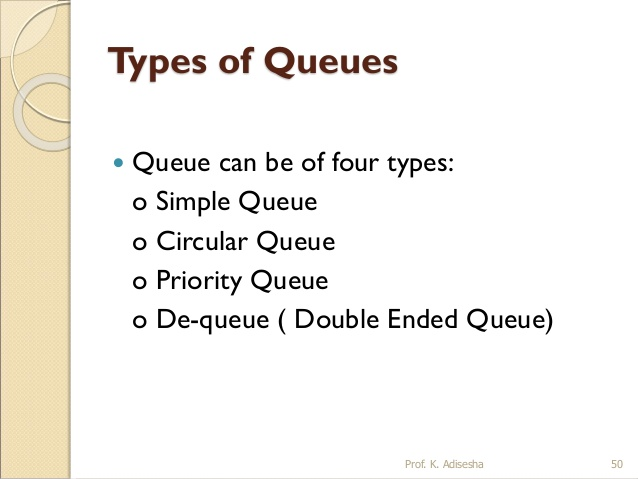 Types of Queues
• Queue can be of four types:
o Simple Queue
o Circular Queue
o Priority Queue
o De-queue ( Double Ended Queue)
Prof. K. Adisesha 50